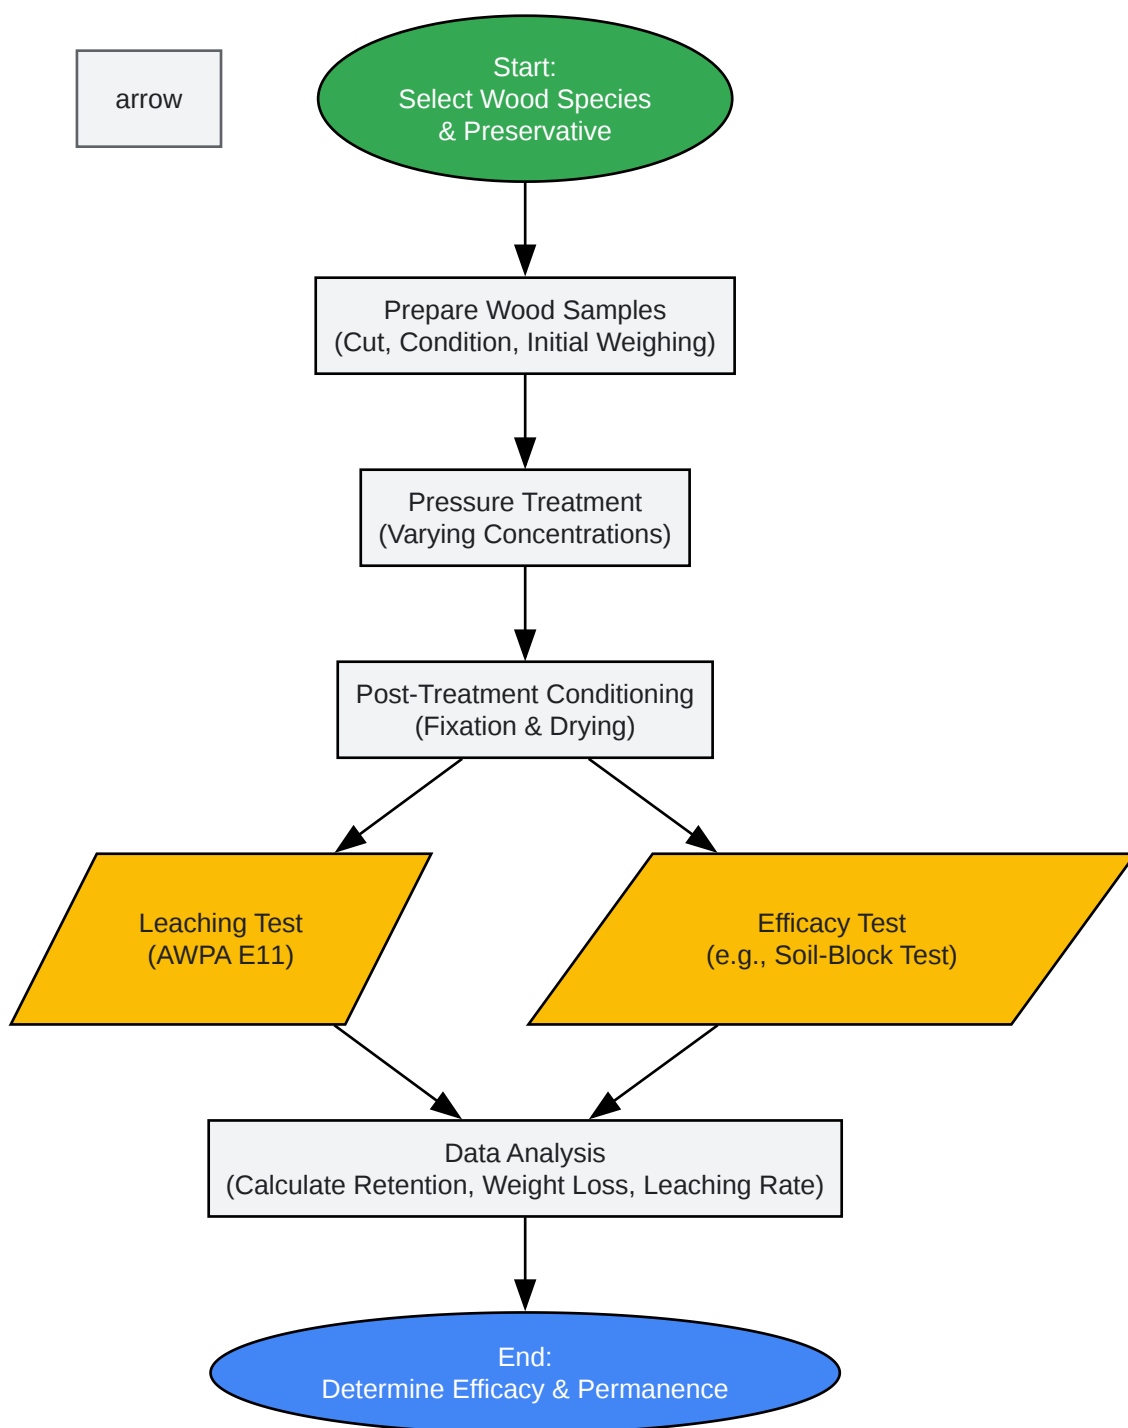 arrow
Start:
Select Wood Species
& Preservative
Prepare Wood Samples
(Cut, Condition, Initial Weighing)
Pressure Treatment
(Varying Concentrations)
Post-Treatment Conditioning
(Fixation & Drying)
Leaching Test
(AWPA E11)
Efficacy Test
(e.g., Soil-Block Test)
Data Analysis
(Calculate Retention, Weight Loss, Leaching Rate)
End:
Determine Efficacy & Permanence